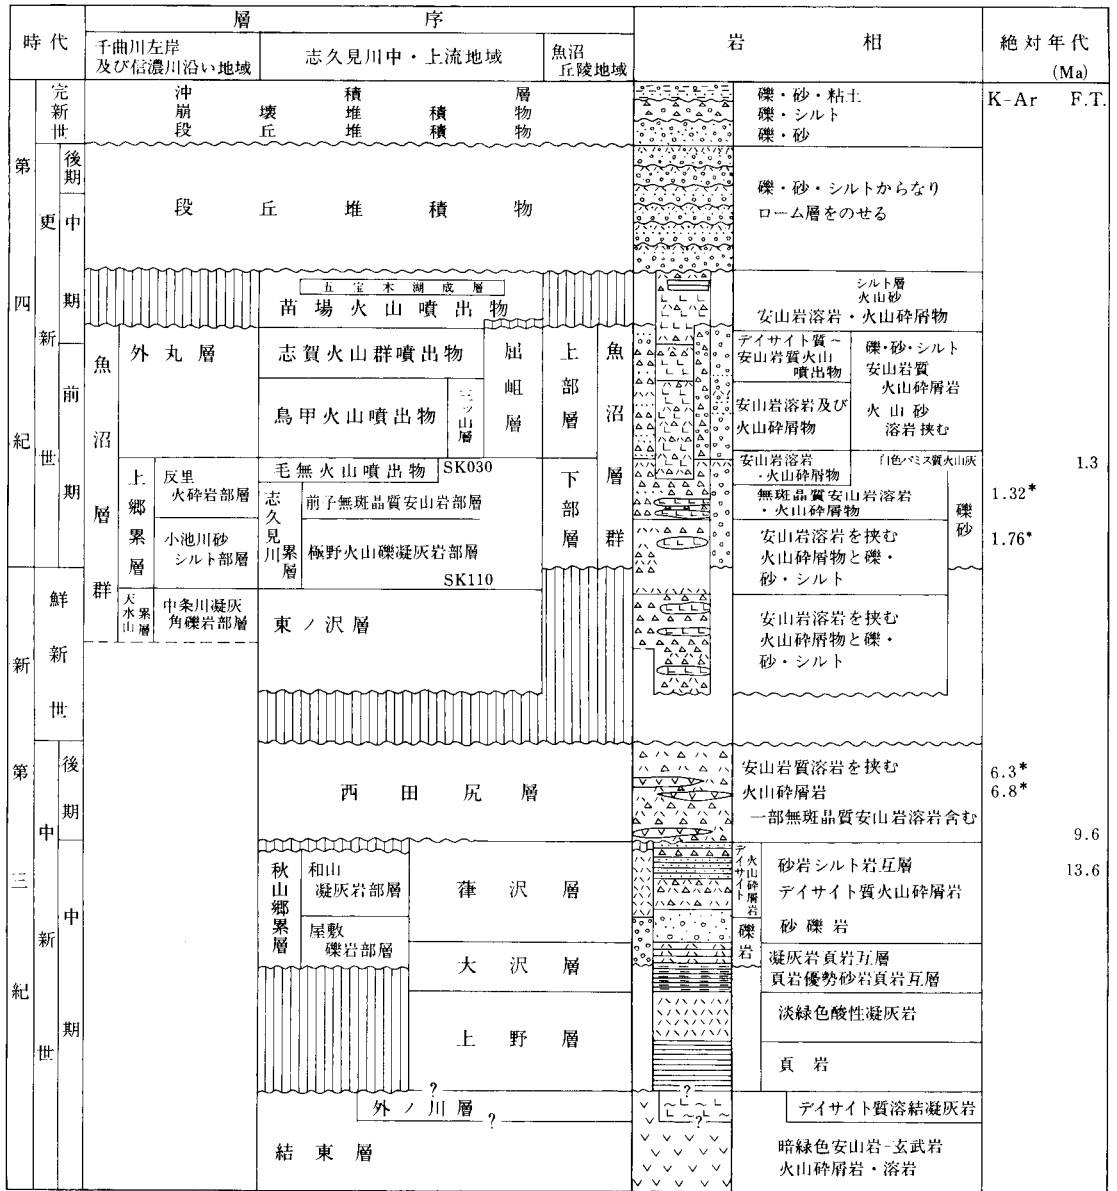 時代
層序
千曲川左岸
及び信濃川沿い地域
志久見川中・上流地域
魚沼
丘陵地域
岩相
絶対年代
(Ma)
K-Ar F.T.
第四紀
完新世
更新世
後期
中期
前期
新第三紀
鮮新世
中新世
後期
中期
沖積層
崩壊堆積物
段丘堆積物
礫・砂・粘土
礫・シルト
礫・砂
段丘堆積物
礫・砂・シルトからなり
ローム層をのせる
五宝木湖成層
苗場火山噴出物
シルト層
火山砂
安山岩溶岩・火山砕屑物
魚沼層群
外丸層
志賀火山群噴出物
鳥甲火山噴出物
三ッ山層
屈岨層
上部層
下部層
魚沼層群
デイサイト質~
安山岩質火山
噴出物
礫・砂・シルト
安山岩質
火山砕屑岩
火山砂
溶岩挟む
安山岩溶岩及び
火山砕屑物
上郷累層
反里
火砕岩部層
小池川砂
シルト部層
毛無火山噴出物
SK030
志久見川累層
前子無斑晶質安山岩部層
極野火山礫凝灰岩部層
SK110
安山岩溶岩
・火山砕屑物
白色パミス質火山灰
1.3
無斑晶質安山岩溶岩
・火山砕屑物
1.32*
礫砂
安山岩溶岩を挟む
火山砕屑物と礫・
砂・シルト
1.76*
天水山累層
中条川凝灰
角礫岩部層
東ノ沢層
安山岩溶岩を挟む
火山砕屑物と礫・
砂・シルト
西田尻層
安山岩質溶岩を挟む
火山砕屑岩
一部無斑晶質安山岩溶岩含む
6.3*
6.8*
9.6
秋山郷累層
和山
凝灰岩部層
屋敷
礫岩部層
沢層
大沢層
上野層
デイサイト
火山砕屑岩
礫岩
砂岩シルト岩互層
デイサイト質火山砕屑岩
13.6
砂礫岩
凝灰岩頁岩互層
頁岩優勢砂岩頁岩互層
淡緑色酸性凝灰岩
頁岩
?
外ノ川層
?
?
?
デイサイト質溶結凝灰岩
結東層
暗緑色安山岩-玄武岩
火山砕屑岩・溶岩